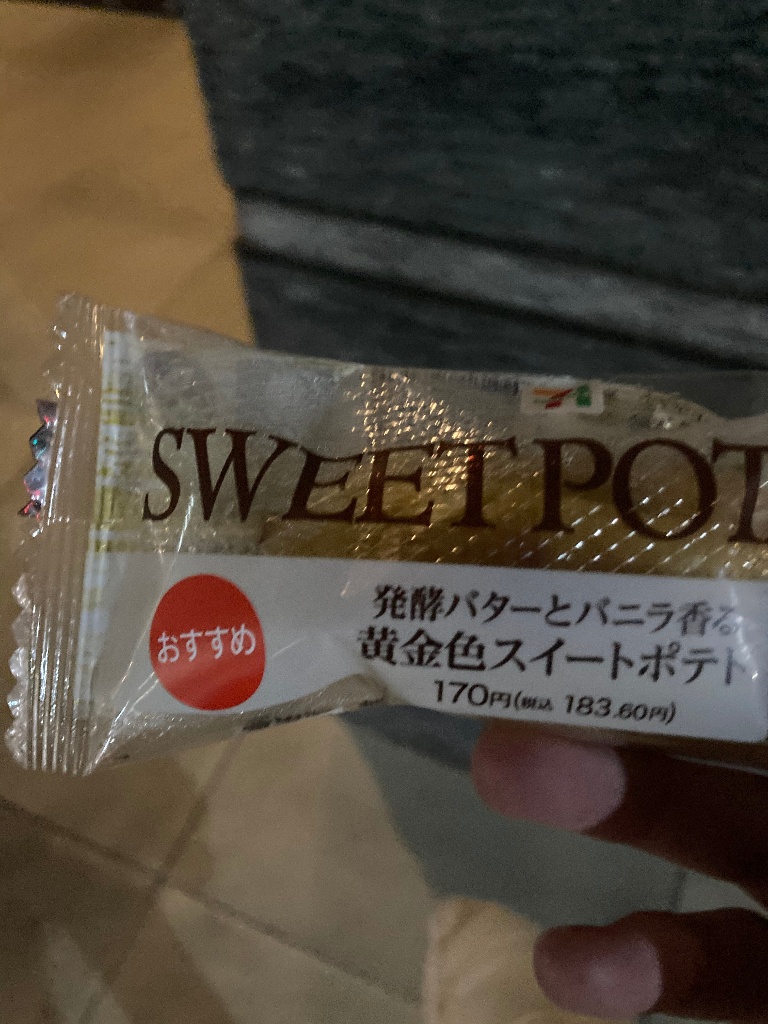 SWEET POT
おすすめ
発酵バターとバニラ香る
黄金色スイートポテト
170円(税込 183.60円)